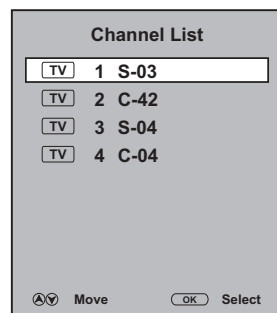 Channel List
TV 1 S-03
TV 2 C-42
TV 3 S-04
TV 4 C-04
Move OK Select